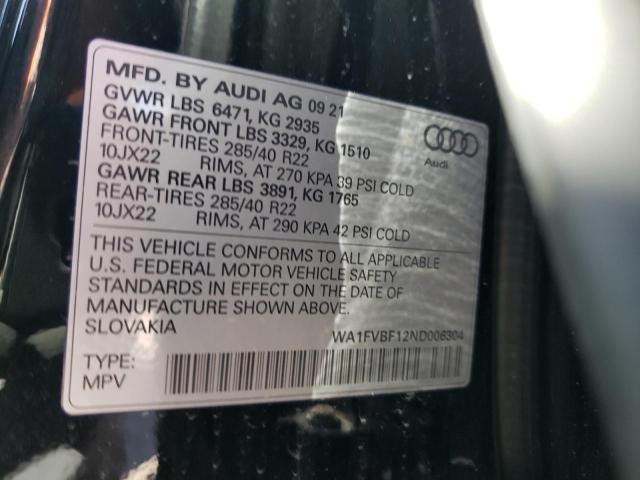 MFD. BY AUDI AG 09 21
GVWR LBS 6471, KG 2935
GAWR FRONT LBS 3329, KG 1510
FRONT-TIRES 285/40 R22
10JX22 RIMS, AT 270 KPA 39 PSI COLD
GAWR REAR LBS 3891, KG 1765
REAR-TIRES 285/40 R22
10JX22 RIMS, AT 290 KPA 42 PSI COLD
Audi
THIS VEHICLE CONFORMS TO ALL APPLICABLE
U.S. FEDERAL MOTOR VEHICLE SAFETY
STANDARDS IN EFFECT ON THE DATE OF
MANUFACTURE SHOWN ABOVE.
SLOVAKIA
WA1FVBF12ND006304
TYPE:
MPV